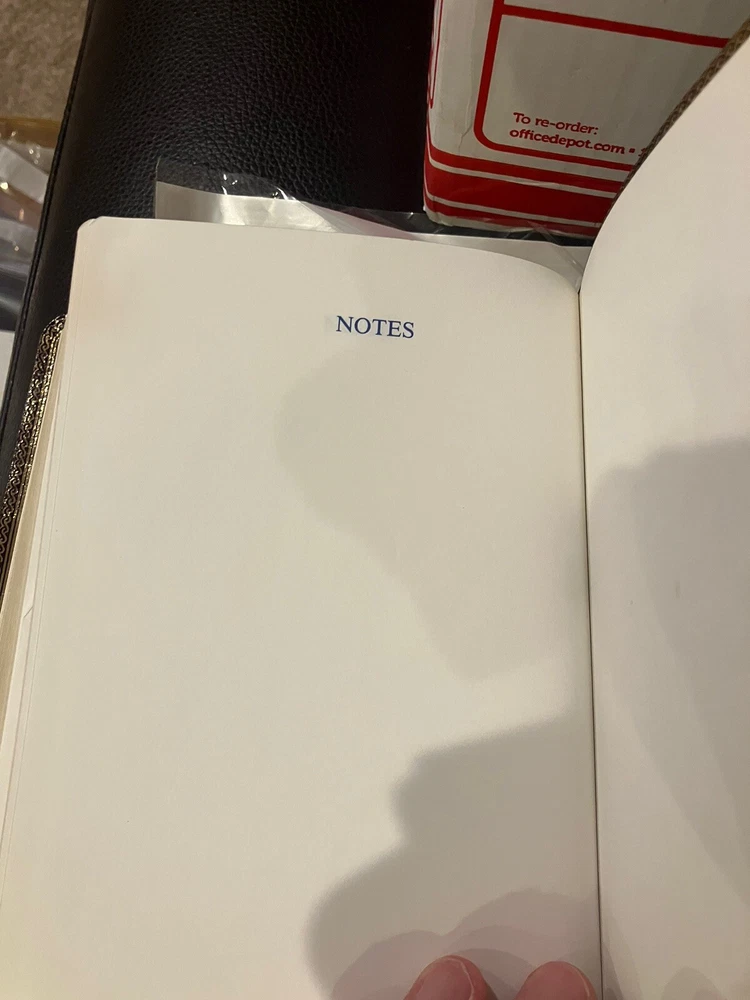 To re-order:
officedepot.com •
NOTES